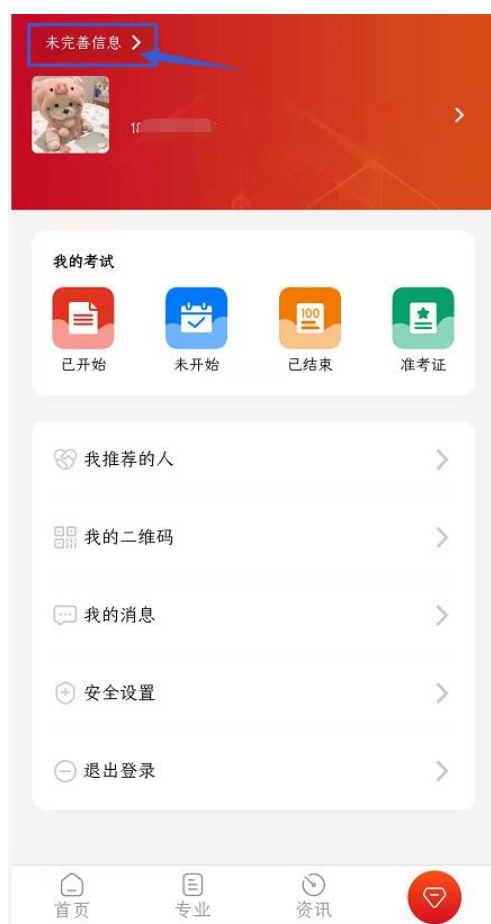 未完善信息
18
我的考试
100
已开始 未开始 已结束 准考证
我推荐的人
我的二维码
我的消息
安全设置
退出登录
首页 专业 资讯